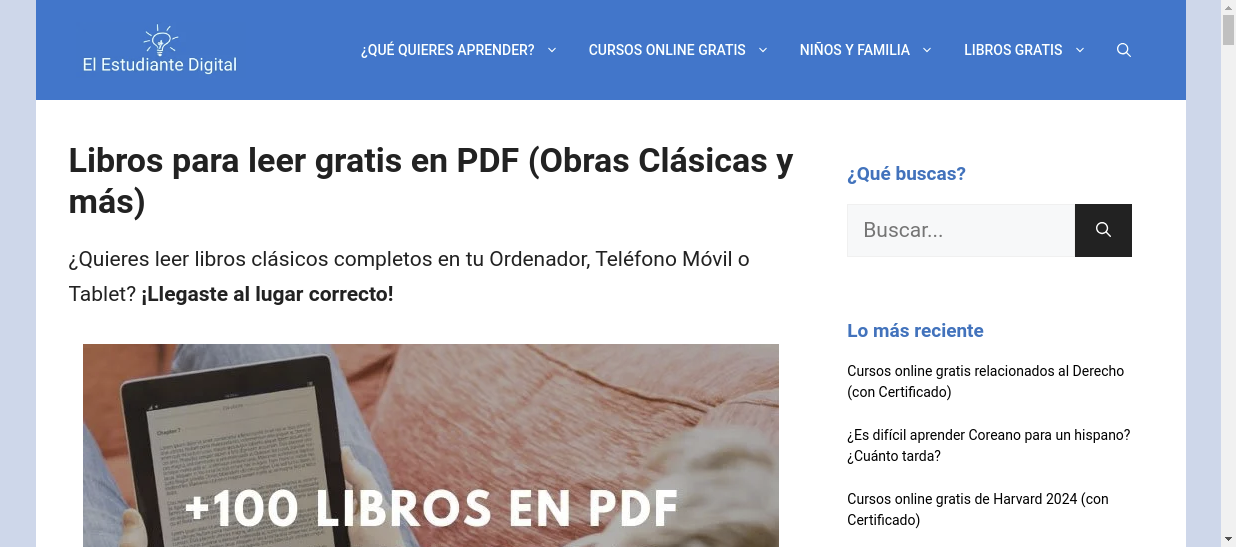 El Estudiante Digital
¿QUÉ QUIERES APRENDER?
CURSOS ONLINE GRATIS
NIÑOS Y FAMILIA
LIBROS GRATIS
Libros para leer gratis en PDF (Obras Clásicas y
más)
¿Quieres leer libros clásicos completos en tu Ordenador, Teléfono Móvil o
Tablet? ¡Llegaste al lugar correcto!
+100 LIBROS EN PDF
¿Qué buscas?
Buscar...
Lo más reciente
Cursos online gratis relacionados al Derecho
(con Certificado)
¿Es difícil aprender Coreano para un hispano?
¿Cuánto tarda?
Cursos online gratis de Harvard 2024 (con
Certificado)